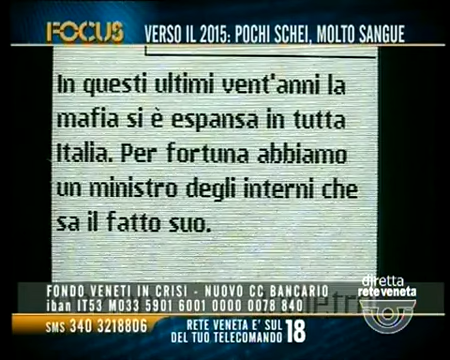 FOCUS
VERSO IL 2015: POCHI SCHEI, MOLTO SANGUE
In questi ultimi vent'anni la
mafia si è espansa in tutta
Italia. Per fortuna abbiamo
un ministro degli interni che
sa il fatto suo.
diretta
reteveneta
FONDO VENETI IN CRISI - NUOVO CC BANCARIO
iban IT53 M033 5901 6001 0000 0078 840
SMS 340 3218806
RETE VENETA E' SUL
DEL TUO TELECOMANDO 18